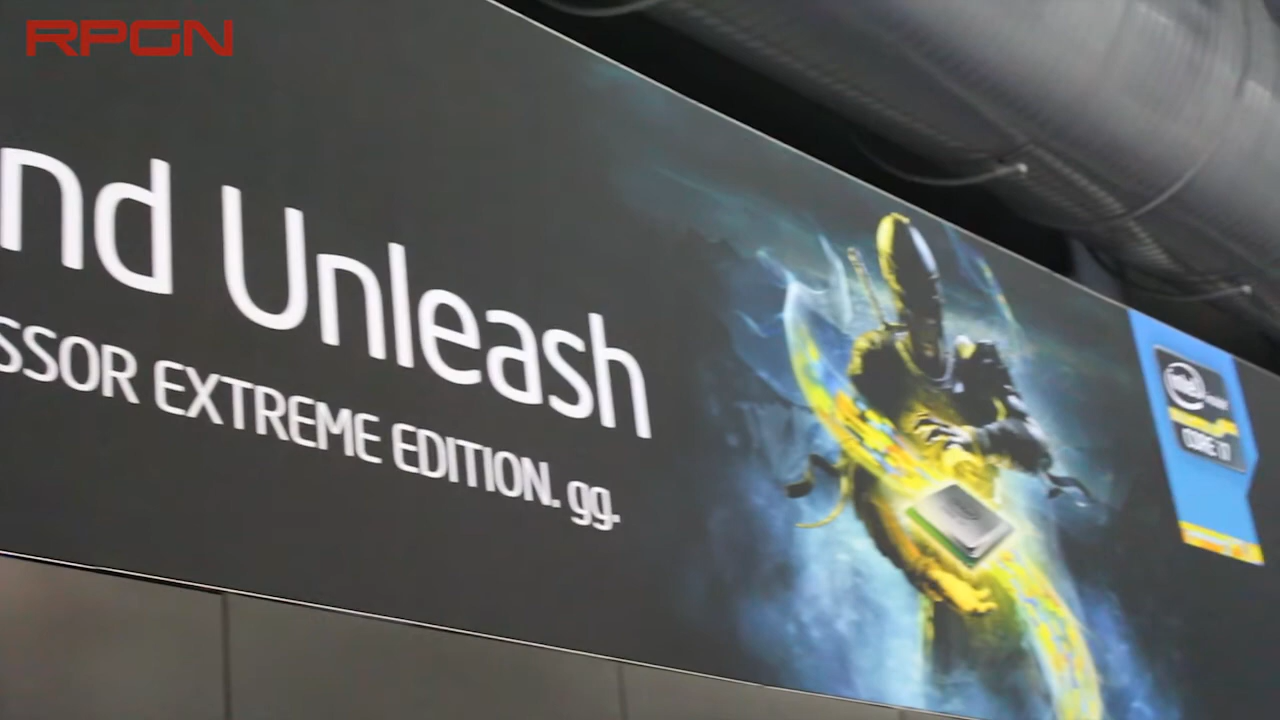 RPGN
nd Unleash
SSOR EXTREME EDITION. gg.
intel
CORE i7